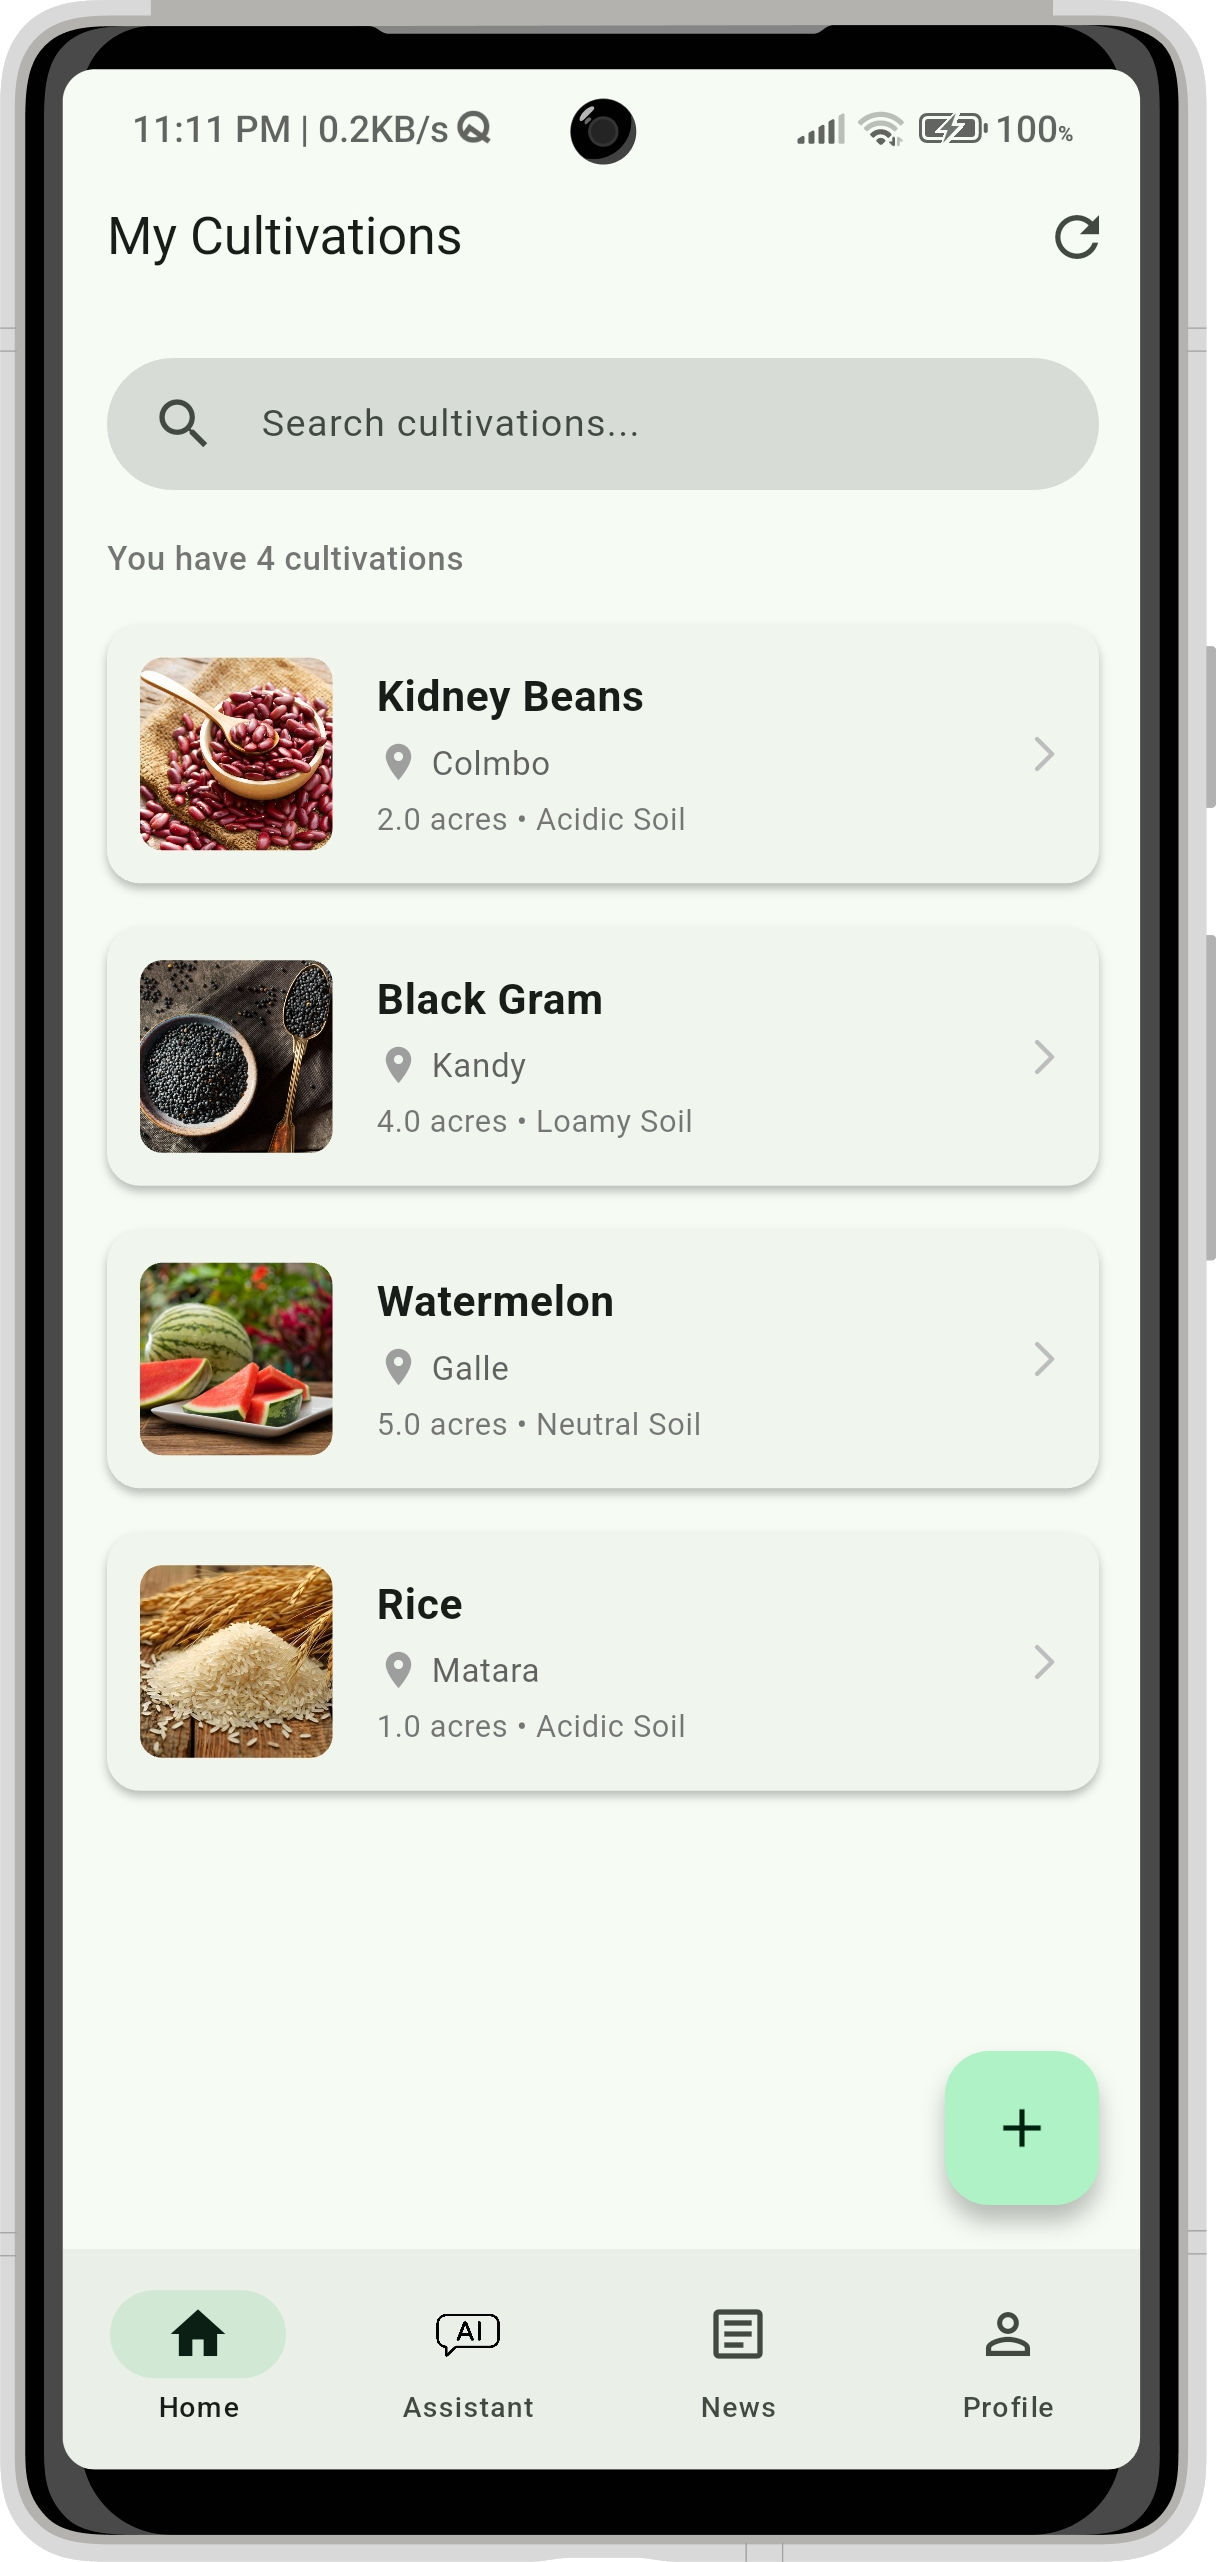 11:11 PM | 0.2KB/s 100%
My Cultivations
Search cultivations...
You have 4 cultivations
Kidney Beans
Colmbo
2.0 acres • Acidic Soil
Black Gram
Kandy
4.0 acres • Loamy Soil
Watermelon
Galle
5.0 acres • Neutral Soil
Rice
Matara
1.0 acres • Acidic Soil
AI
Home Assistant News Profile